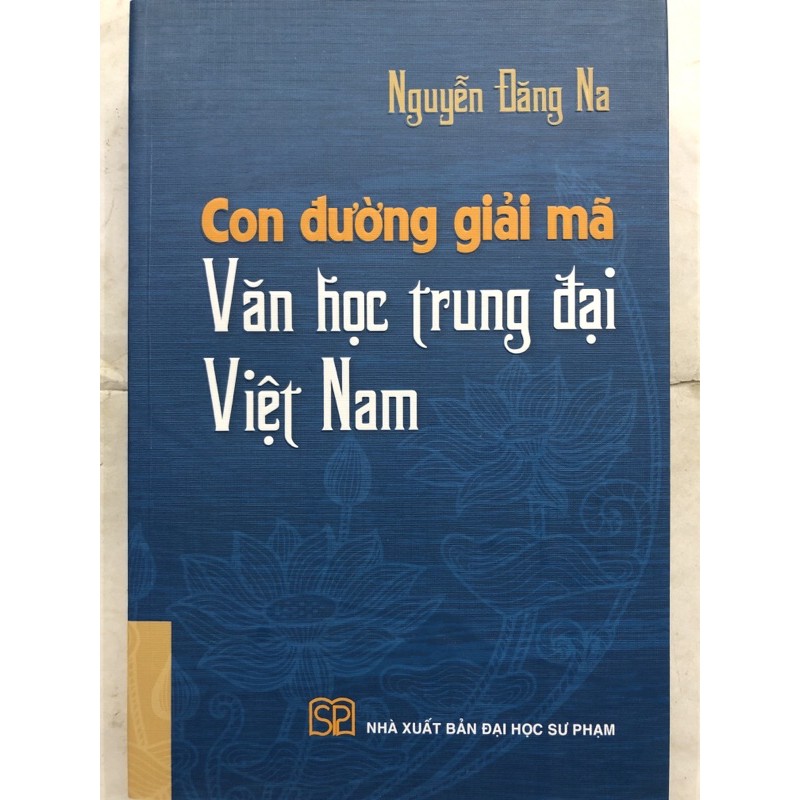 Nguyễn Đăng Na
Con đường giải mã
Văn học trung đại
Việt Nam
SP
NHÀ XUẤT BẢN ĐẠI HỌC SƯ PHẠM